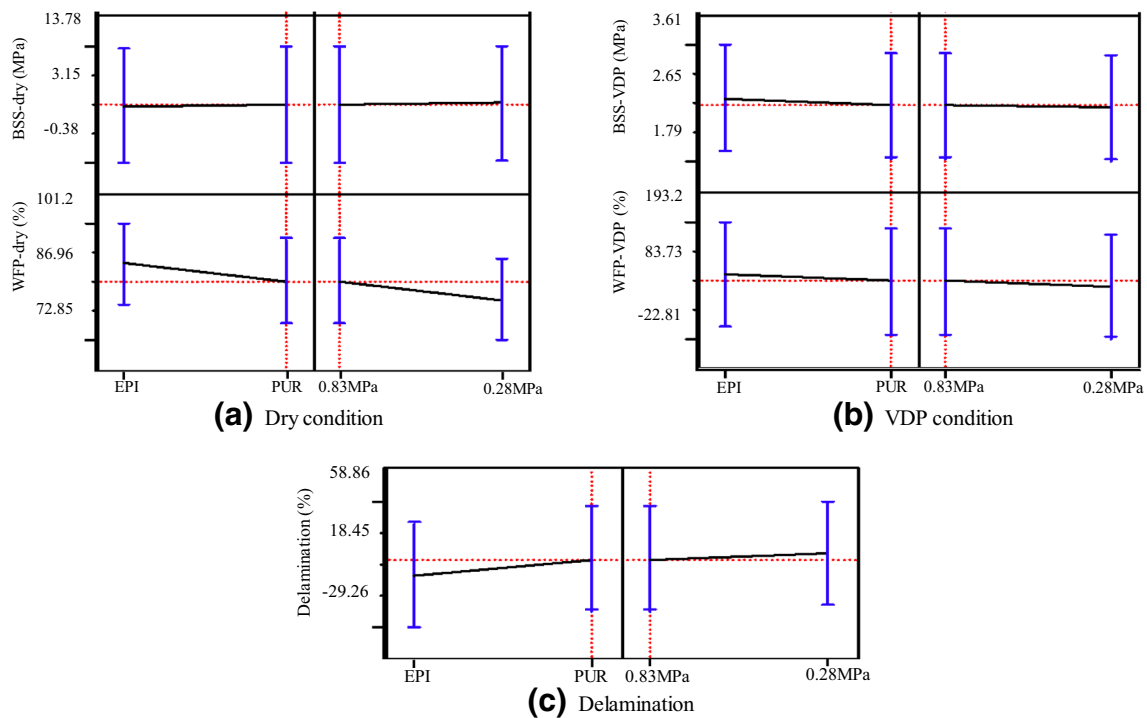 13.78
3.15
-0.38
BSS-dry (MPa)
101.2
86.96
72.85
WFP-dry (%)
EPI PUR 0.83MPa 0.28MPa
(a) Dry condition
3.61
2.65
1.79
BSS-VDP (MPa)
193.2
83.73
-22.81
WFP-VDP (%)
EPI PUR 0.83MPa 0.28MPa
(b) VDP condition
58.86
18.45
-29.26
Delamination (%)
EPI PUR 0.83MPa 0.28MPa
(c) Delamination